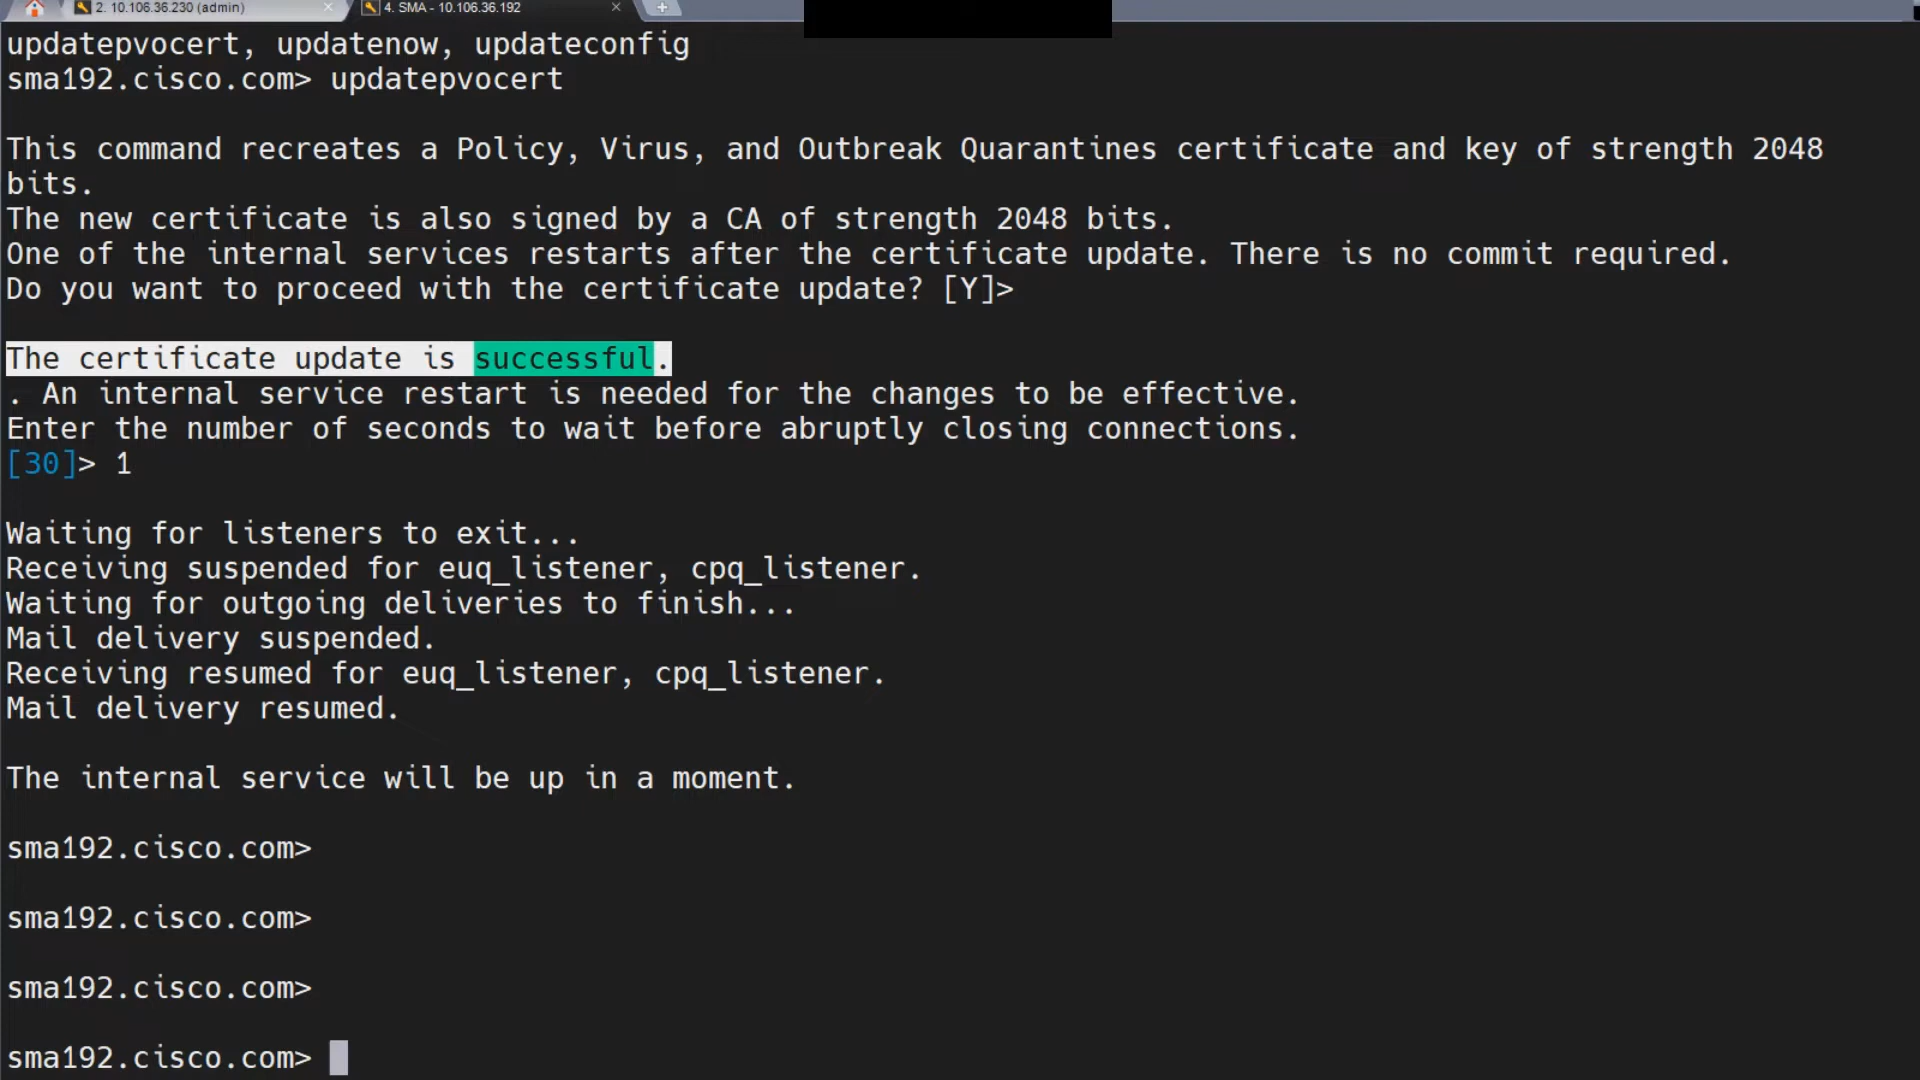 2: 10.106.36.230 (admin)
4. SMA - 10.106.36.192
updatepvocert, updatenow, updateconfig
sma192.cisco.com> updatepvocert
This command recreates a Policy, Virus, and Outbreak Quarantines certificate and key of strength 2048
bits.
The new certificate is also signed by a CA of strength 2048 bits.
One of the internal services restarts after the certificate update. There is no commit required.
Do you want to proceed with the certificate update? [Y]>
The certificate update is successful.
. An internal service restart is needed for the changes to be effective.
Enter the number of seconds to wait before abruptly closing connections.
[30]> 1
Waiting for listeners to exit...
Receiving suspended for euq_listener, cpq_listener.
Waiting for outgoing deliveries to finish...
Mail delivery suspended.
Receiving resumed for euq_listener, cpq_listener.
Mail delivery resumed.
The internal service will be up in a moment.
sma192.cisco.com>
sma192.cisco.com>
sma192.cisco.com>
sma192.cisco.com>